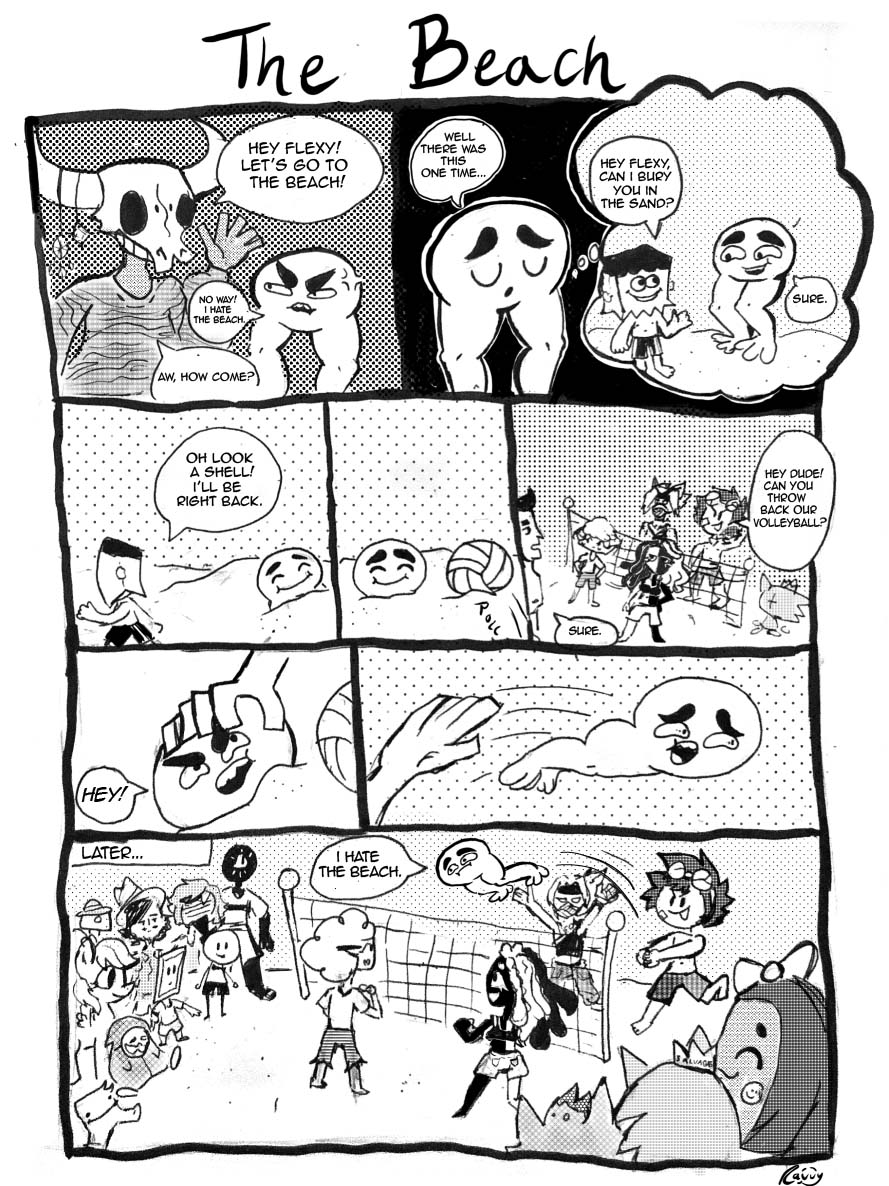 The Beach
HEY FLEXY!
LET'S GO TO
THE BEACH!
NO WAY!
I HATE
THE BEACH.
AW, HOW COME?
WELL
THERE WAS
THIS
ONE TIME...
HEY FLEXY,
CAN I BURY
YOU IN
THE SAND?
SURE.
OH LOOK
A SHELL!
I'LL BE
RIGHT BACK.
ROLL
HEY DUDE!
CAN YOU
THROW
BACK OUR
VOLLEYBALL?
SURE.
HEY!
LATER...
I HATE
THE BEACH.
SALVAGE